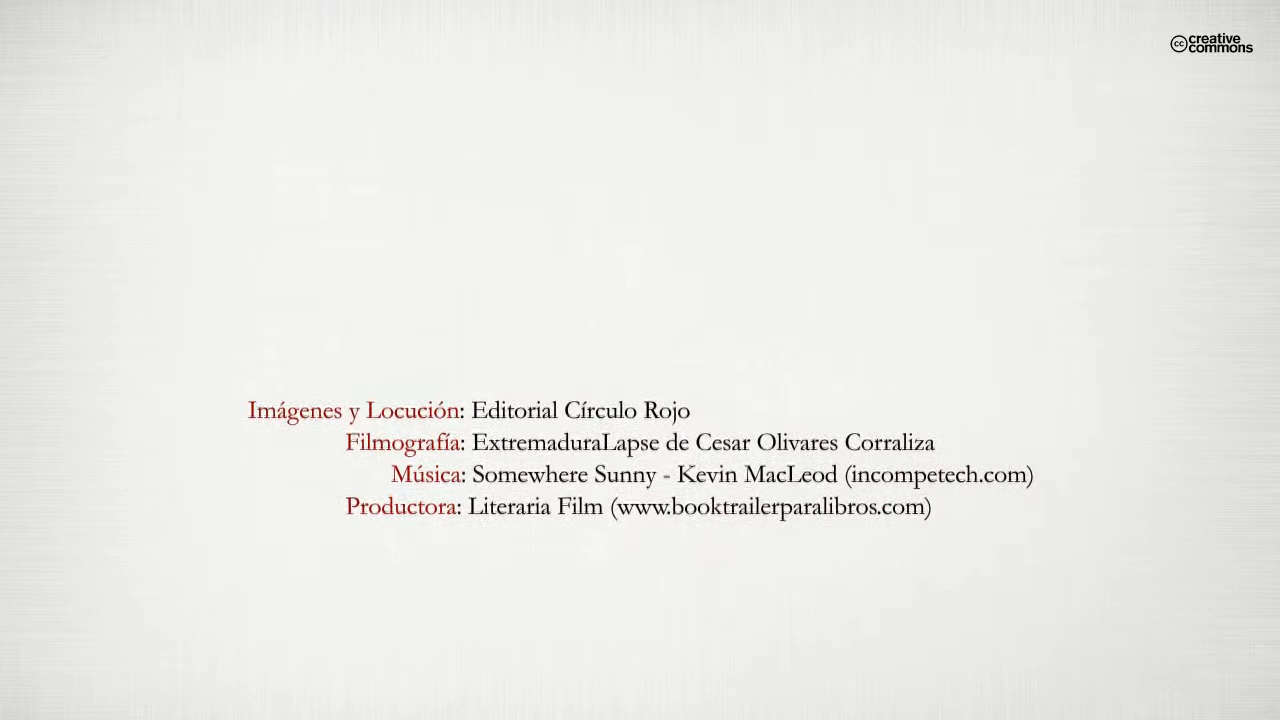 cc creative
commons
Imágenes y Locución: Editorial Círculo Rojo
Filmografía: ExtremaduraLapse de Cesar Olivares Corraliza
Música: Somewhere Sunny - Kevin MacLeod (incompetech.com)
Productora: Literaria Film (www.booktrailerparalibros.com)